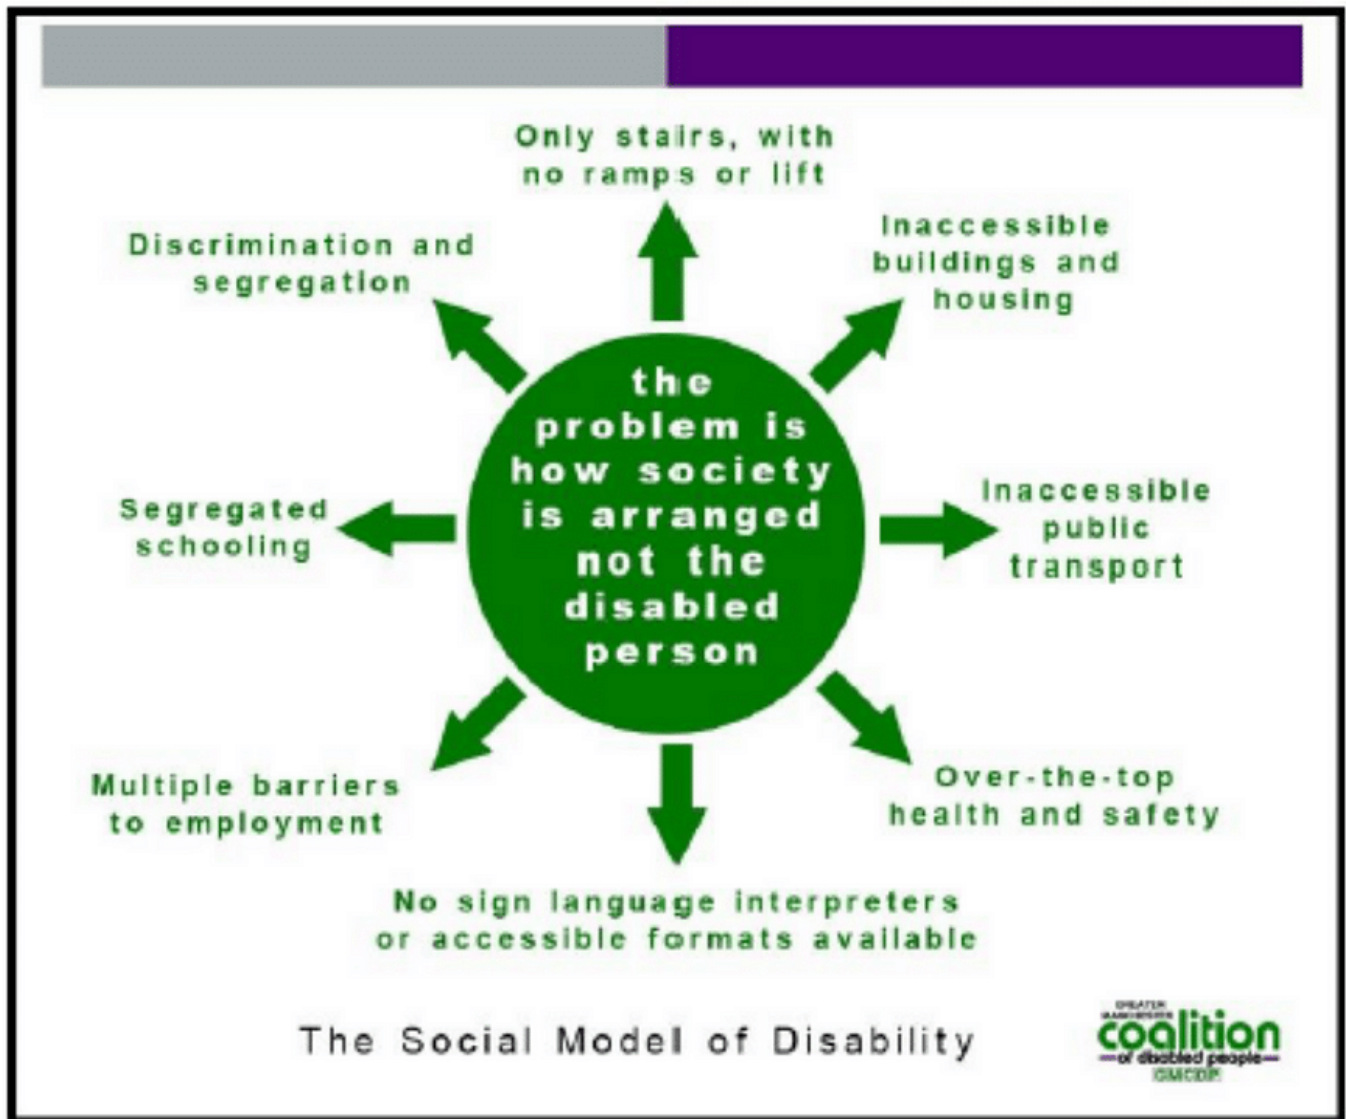 Only stairs, with
no ramps or lift
Discrimination and
segregation
Inaccessible
buildings and
housing
the
problem is
how society
is arranged
not the
disabled
person
Segregated
schooling
Inaccessible
public
transport
Multiple barriers
to employment
Over-the-top
health and safety
No sign language interpreters
or accessible formats available
The Social Model of Disability
GREATER
MANCHESTER
coalition
of disabled people
GMCDP